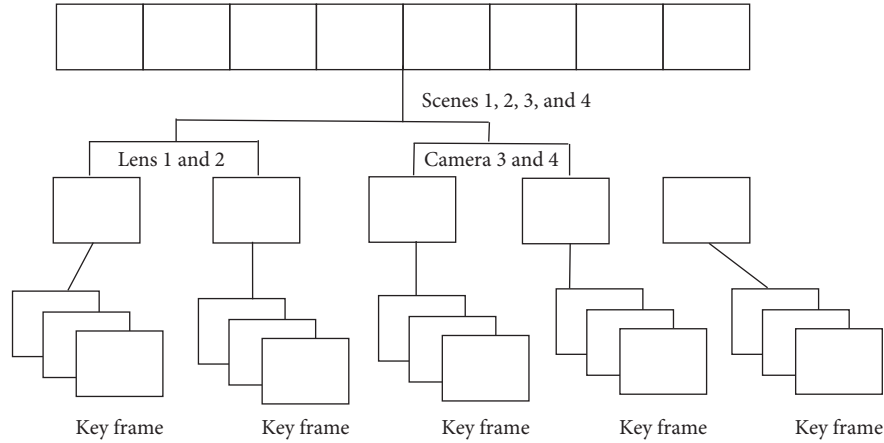 Scenes 1, 2, 3, and 4
Lens 1 and 2
Camera 3 and 4
Key frame
Key frame
Key frame
Key frame
Key frame